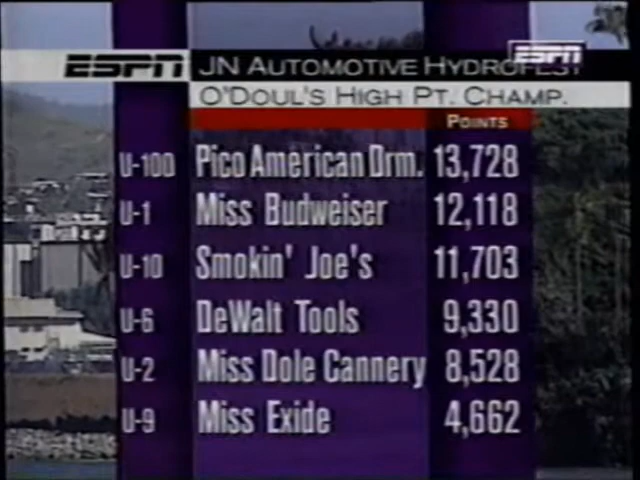 ESPN JN AUTOMOTIVE HYDROFEST
ESPN
O'DOUL'S HIGH PT. CHAMP.
POINTS
U-100 Pico American Drm. 13,728
U-1 Miss Budweiser 12,118
U-10 Smokin' Joe's 11,703
U-6 DeWalt Tools 9,330
U-2 Miss Dole Cannery 8,528
U-9 Miss Exide 4,662